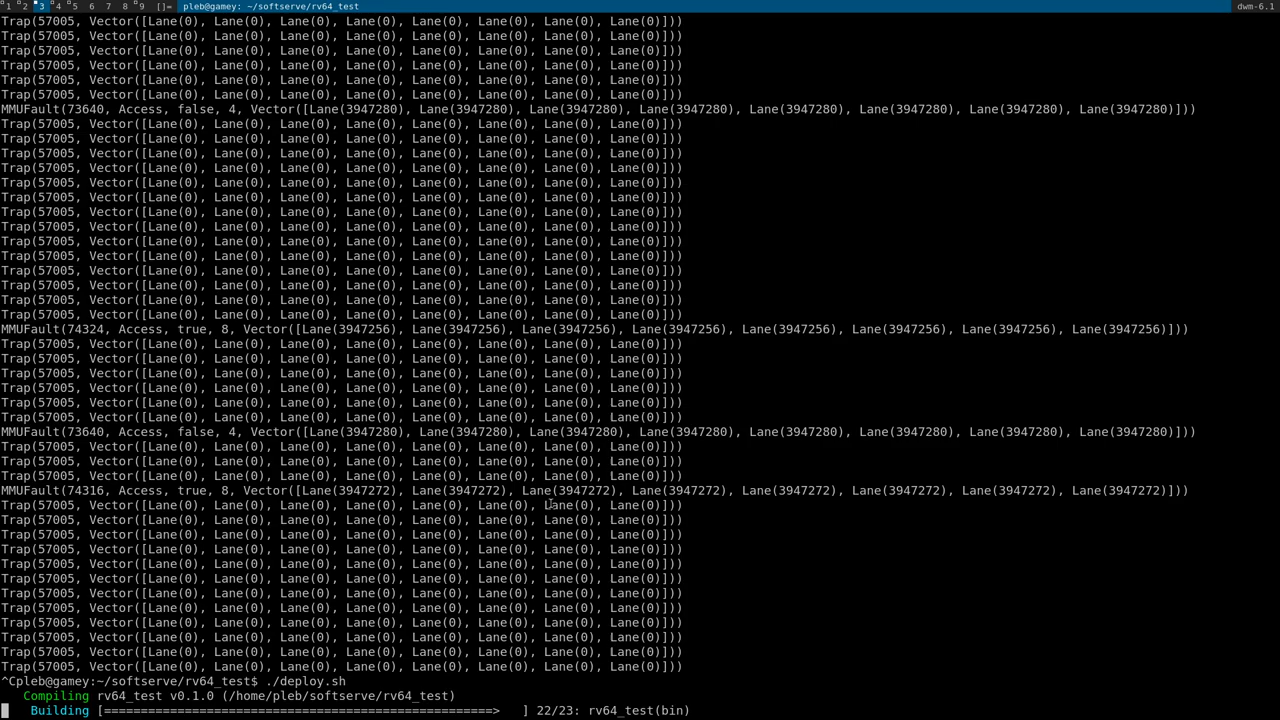 1 2 3 4 5 6 7 8 9 []= pleb@gamey: ~/softserve/rv64_test dwm-6.1
Trap(57005, Vector([Lane(0), Lane(0), Lane(0), Lane(0), Lane(0), Lane(0), Lane(0), Lane(0)]))
Trap(57005, Vector([Lane(0), Lane(0), Lane(0), Lane(0), Lane(0), Lane(0), Lane(0), Lane(0)]))
Trap(57005, Vector([Lane(0), Lane(0), Lane(0), Lane(0), Lane(0), Lane(0), Lane(0), Lane(0)]))
Trap(57005, Vector([Lane(0), Lane(0), Lane(0), Lane(0), Lane(0), Lane(0), Lane(0), Lane(0)]))
Trap(57005, Vector([Lane(0), Lane(0), Lane(0), Lane(0), Lane(0), Lane(0), Lane(0), Lane(0)]))
Trap(57005, Vector([Lane(0), Lane(0), Lane(0), Lane(0), Lane(0), Lane(0), Lane(0), Lane(0)]))
MMUFault(73640, Access, false, 4, Vector([Lane(3947280), Lane(3947280), Lane(3947280), Lane(3947280), Lane(3947280), Lane(3947280), Lane(3947280), Lane(3947280)]))
Trap(57005, Vector([Lane(0), Lane(0), Lane(0), Lane(0), Lane(0), Lane(0), Lane(0), Lane(0)]))
Trap(57005, Vector([Lane(0), Lane(0), Lane(0), Lane(0), Lane(0), Lane(0), Lane(0), Lane(0)]))
Trap(57005, Vector([Lane(0), Lane(0), Lane(0), Lane(0), Lane(0), Lane(0), Lane(0), Lane(0)]))
Trap(57005, Vector([Lane(0), Lane(0), Lane(0), Lane(0), Lane(0), Lane(0), Lane(0), Lane(0)]))
Trap(57005, Vector([Lane(0), Lane(0), Lane(0), Lane(0), Lane(0), Lane(0), Lane(0), Lane(0)]))
Trap(57005, Vector([Lane(0), Lane(0), Lane(0), Lane(0), Lane(0), Lane(0), Lane(0), Lane(0)]))
Trap(57005, Vector([Lane(0), Lane(0), Lane(0), Lane(0), Lane(0), Lane(0), Lane(0), Lane(0)]))
Trap(57005, Vector([Lane(0), Lane(0), Lane(0), Lane(0), Lane(0), Lane(0), Lane(0), Lane(0)]))
Trap(57005, Vector([Lane(0), Lane(0), Lane(0), Lane(0), Lane(0), Lane(0), Lane(0), Lane(0)]))
Trap(57005, Vector([Lane(0), Lane(0), Lane(0), Lane(0), Lane(0), Lane(0), Lane(0), Lane(0)]))
Trap(57005, Vector([Lane(0), Lane(0), Lane(0), Lane(0), Lane(0), Lane(0), Lane(0), Lane(0)]))
Trap(57005, Vector([Lane(0), Lane(0), Lane(0), Lane(0), Lane(0), Lane(0), Lane(0), Lane(0)]))
Trap(57005, Vector([Lane(0), Lane(0), Lane(0), Lane(0), Lane(0), Lane(0), Lane(0), Lane(0)]))
Trap(57005, Vector([Lane(0), Lane(0), Lane(0), Lane(0), Lane(0), Lane(0), Lane(0), Lane(0)]))
MMUFault(74324, Access, true, 8, Vector([Lane(3947256), Lane(3947256), Lane(3947256), Lane(3947256), Lane(3947256), Lane(3947256), Lane(3947256), Lane(3947256)]))
Trap(57005, Vector([Lane(0), Lane(0), Lane(0), Lane(0), Lane(0), Lane(0), Lane(0), Lane(0)]))
Trap(57005, Vector([Lane(0), Lane(0), Lane(0), Lane(0), Lane(0), Lane(0), Lane(0), Lane(0)]))
Trap(57005, Vector([Lane(0), Lane(0), Lane(0), Lane(0), Lane(0), Lane(0), Lane(0), Lane(0)]))
Trap(57005, Vector([Lane(0), Lane(0), Lane(0), Lane(0), Lane(0), Lane(0), Lane(0), Lane(0)]))
Trap(57005, Vector([Lane(0), Lane(0), Lane(0), Lane(0), Lane(0), Lane(0), Lane(0), Lane(0)]))
Trap(57005, Vector([Lane(0), Lane(0), Lane(0), Lane(0), Lane(0), Lane(0), Lane(0), Lane(0)]))
MMUFault(73640, Access, false, 4, Vector([Lane(3947280), Lane(3947280), Lane(3947280), Lane(3947280), Lane(3947280), Lane(3947280), Lane(3947280), Lane(3947280)]))
Trap(57005, Vector([Lane(0), Lane(0), Lane(0), Lane(0), Lane(0), Lane(0), Lane(0), Lane(0)]))
Trap(57005, Vector([Lane(0), Lane(0), Lane(0), Lane(0), Lane(0), Lane(0), Lane(0), Lane(0)]))
Trap(57005, Vector([Lane(0), Lane(0), Lane(0), Lane(0), Lane(0), Lane(0), Lane(0), Lane(0)]))
MMUFault(74316, Access, true, 8, Vector([Lane(3947272), Lane(3947272), Lane(3947272), Lane(3947272), Lane(3947272), Lane(3947272), Lane(3947272), Lane(3947272)]))
Trap(57005, Vector([Lane(0), Lane(0), Lane(0), Lane(0), Lane(0), Lane(0), Lane(0), Lane(0)]))
Trap(57005, Vector([Lane(0), Lane(0), Lane(0), Lane(0), Lane(0), Lane(0), Lane(0), Lane(0)]))
Trap(57005, Vector([Lane(0), Lane(0), Lane(0), Lane(0), Lane(0), Lane(0), Lane(0), Lane(0)]))
Trap(57005, Vector([Lane(0), Lane(0), Lane(0), Lane(0), Lane(0), Lane(0), Lane(0), Lane(0)]))
Trap(57005, Vector([Lane(0), Lane(0), Lane(0), Lane(0), Lane(0), Lane(0), Lane(0), Lane(0)]))
Trap(57005, Vector([Lane(0), Lane(0), Lane(0), Lane(0), Lane(0), Lane(0), Lane(0), Lane(0)]))
Trap(57005, Vector([Lane(0), Lane(0), Lane(0), Lane(0), Lane(0), Lane(0), Lane(0), Lane(0)]))
Trap(57005, Vector([Lane(0), Lane(0), Lane(0), Lane(0), Lane(0), Lane(0), Lane(0), Lane(0)]))
Trap(57005, Vector([Lane(0), Lane(0), Lane(0), Lane(0), Lane(0), Lane(0), Lane(0), Lane(0)]))
Trap(57005, Vector([Lane(0), Lane(0), Lane(0), Lane(0), Lane(0), Lane(0), Lane(0), Lane(0)]))
Trap(57005, Vector([Lane(0), Lane(0), Lane(0), Lane(0), Lane(0), Lane(0), Lane(0), Lane(0)]))
Trap(57005, Vector([Lane(0), Lane(0), Lane(0), Lane(0), Lane(0), Lane(0), Lane(0), Lane(0)]))
^Cpleb@gamey:~/softserve/rv64_test$ ./deploy.sh
Compiling rv64_test v0.1.0 (/home/pleb/softserve/rv64_test)
Building [=====================================================> ] 22/23: rv64_test(bin)